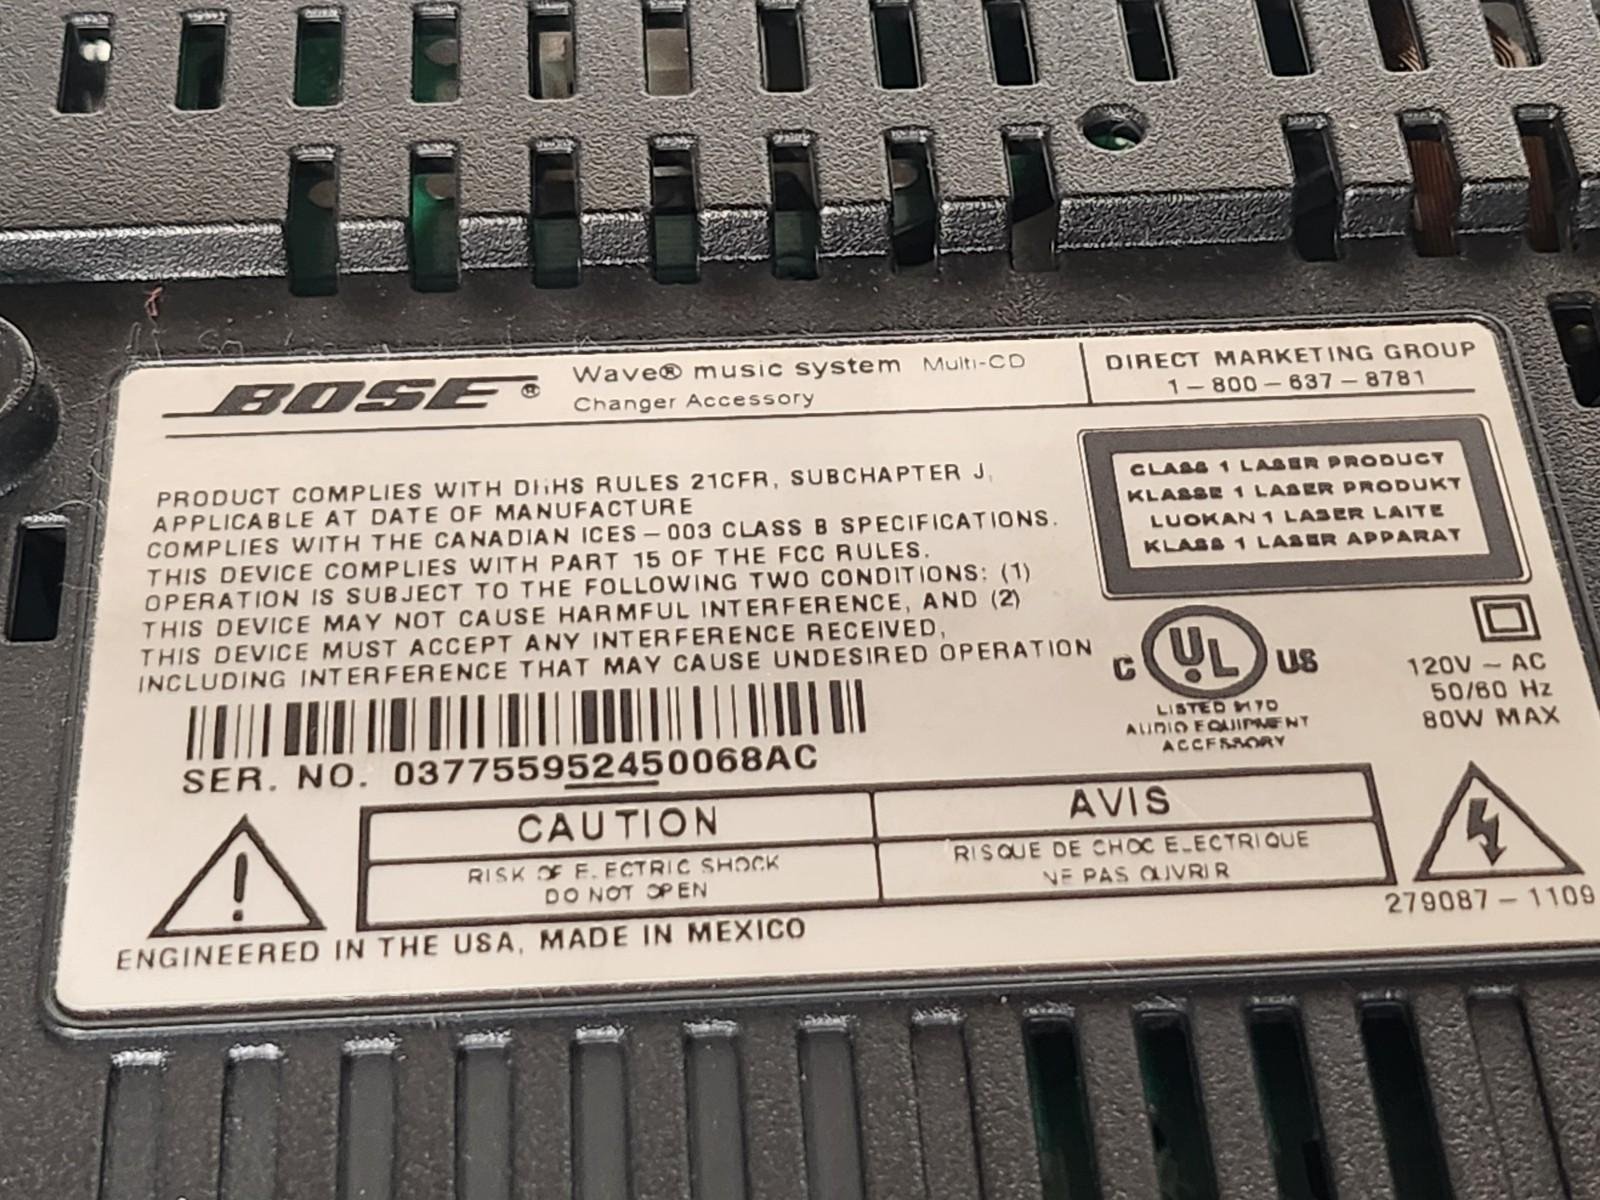 BOSE® Wave® music system Multi-CD
Changer Accessory
DIRECT MARKETING GROUP
1-800-637-8781
PRODUCT COMPLIES WITH DHHS RULES 21CFR, SUBCHAPTER J,
APPLICABLE AT DATE OF MANUFACTURE
COMPLIES WITH THE CANADIAN ICES-003 CLASS B SPECIFICATIONS.
THIS DEVICE COMPLIES WITH PART 15 OF THE FCC RULES.
OPERATION IS SUBJECT TO THE FOLLOWING TWO CONDITIONS: (1)
THIS DEVICE MAY NOT CAUSE HARMFUL INTERFERENCE, AND (2)
THIS DEVICE MUST ACCEPT ANY INTERFERENCE RECEIVED,
INCLUDING INTERFERENCE THAT MAY CAUSE UNDESIRED OPERATION
CLASS 1 LASER PRODUCT
KLASSE 1 LASER PRODUKT
LUOKAN 1 LASER LAITE
KLASS 1 LASER APPARAT
C UL US
LISTED
AUDIO EQUIPMENT
ACCESSORY
120V ~ AC
50/60 Hz
80W MAX
SER. NO. 037755952450068AC
CAUTION
RISK OF ELECTRIC SHOCK
DO NOT OPEN
AVIS
RISQUE DE CHOC ELECTRIQUE
NE PAS OUVRIR
279087-1109
ENGINEERED IN THE USA, MADE IN MEXICO